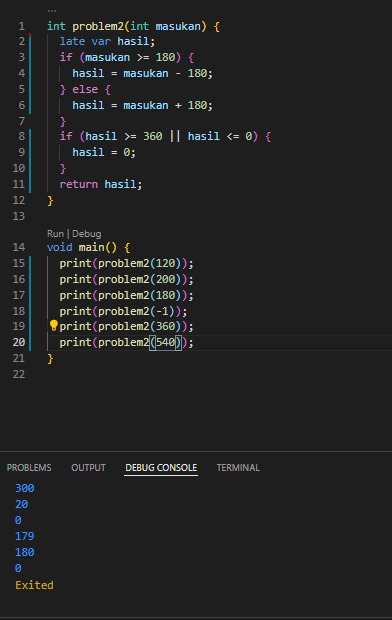 ...
1 int problem2(int masukan) {
2   late var hasil;
3   if (masukan >= 180) {
4     hasil = masukan - 180;
5   } else {
6     hasil = masukan + 180;
7   }
8   if (hasil >= 360 || hasil <= 0) {
9     hasil = 0;
10   }
11   return hasil;
12 }
13
Run | Debug
14 void main() {
15   print(problem2(120));
16   print(problem2(200));
17   print(problem2(180));
18   print(problem2(-1));
19   print(problem2(360));
20   print(problem2(540));
21 }
22
PROBLEMS OUTPUT DEBUG CONSOLE TERMINAL
300
20
0
179
180
0
Exited